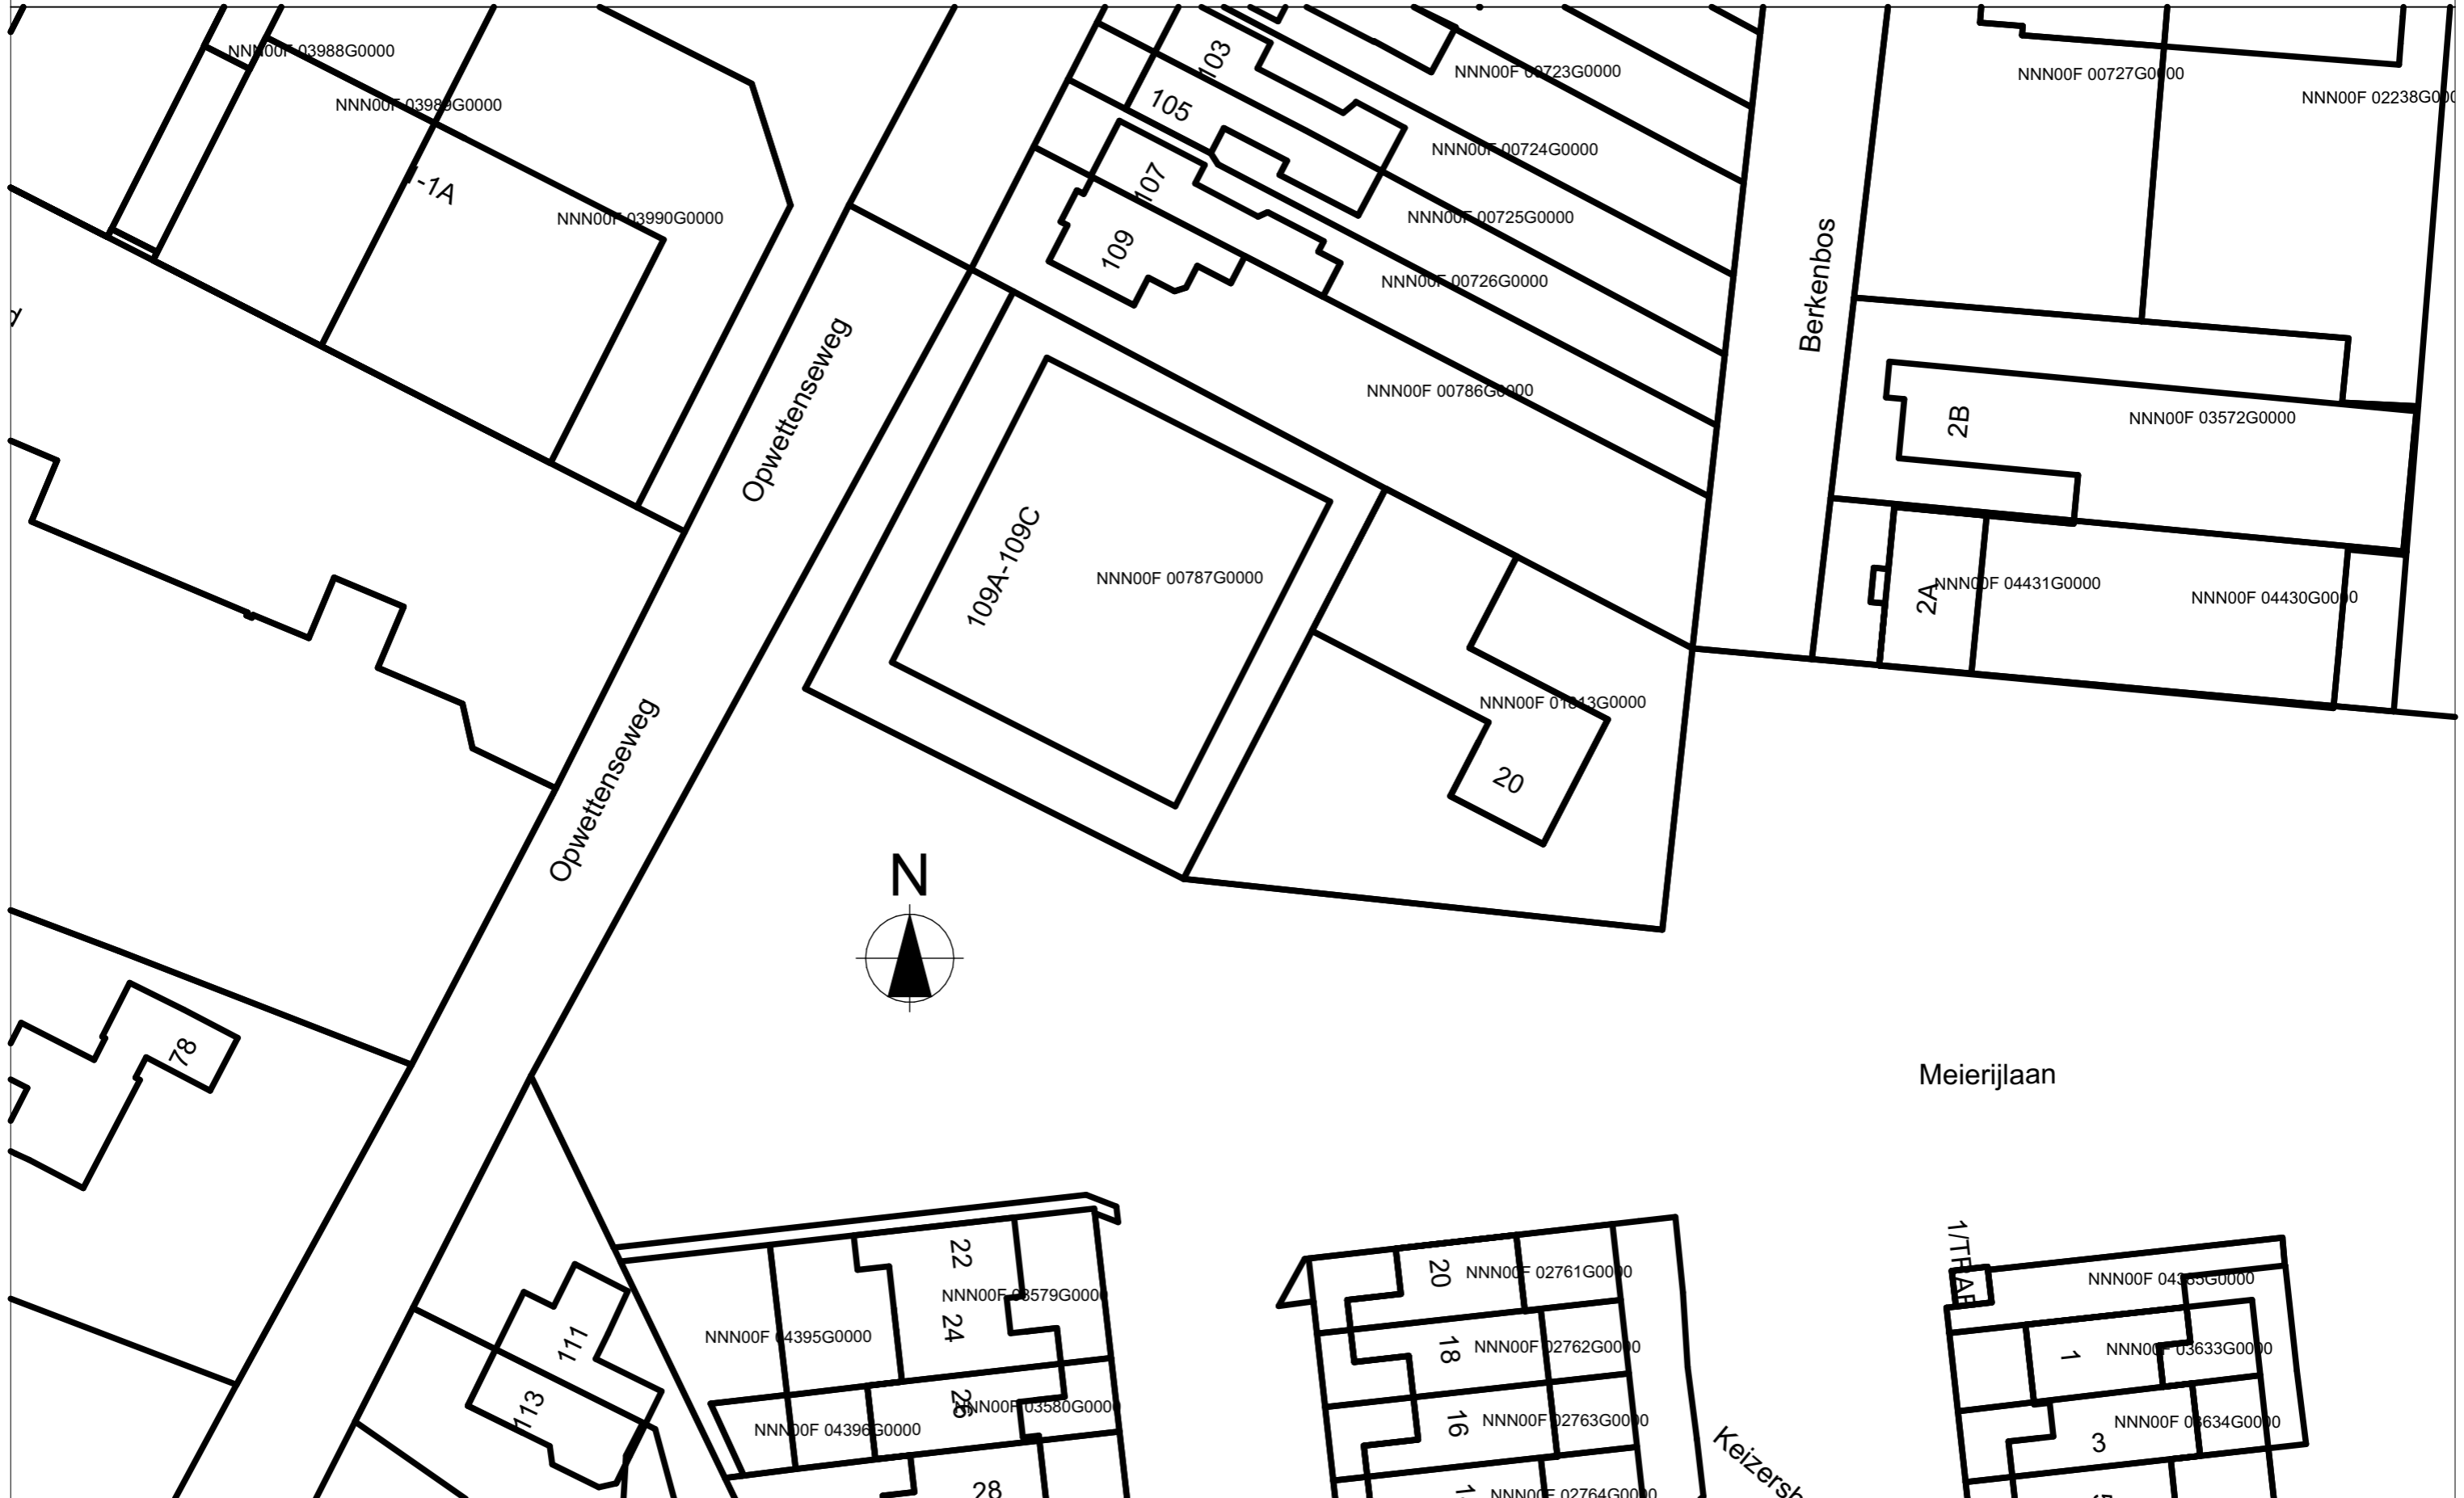 NNN00F 03988G0000
NNN00F 03989G0000
-1A
NNN00F 03990G0000
103
105
107
109
NNN00F 00723G0000
NNN00F 00724G0000
NNN00F 00725G0000
NNN00F 00726G0000
NNN00F 00786G0000
NNN00F 00727G0000
NNN00F 02238G000
Berkenbos
2B
NNN00F 03572G0000
2A
NNN00F 04431G0000
NNN00F 04430G0000
Opwettenseweg
109A-109C
NNN00F 00787G0000
NNN00F 01813G0000
20
Opwettenseweg
N
78
Meierijlaan
111
113
22
NNN00F 03579G0000
24
NNN00F 04395G0000
26
NNN00F 03580G0000
NNN00F 04396G0000
28
20
NNN00F 02761G0000
18
NNN00F 02762G0000
16
NNN00F 02763G0000
NNN00F 02764G0000
NNN00F 03633G0000
1
NNN00F 03634G0000
3